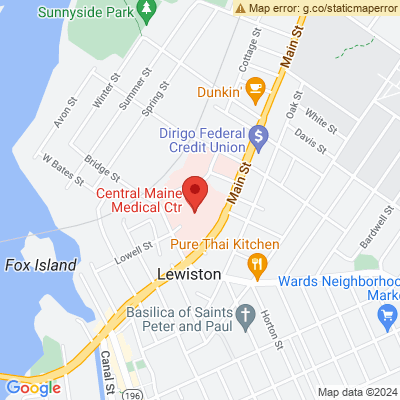 Map error: g.co/staticmaperror
Sunnyside Park
Cottage St
Main St
Summer St
Winter St
Spring St
Dunkin'
Oak St
White St
Avon St
Dirigo Federal
Credit Union
Davis St
W Bates St
Bridge St
Main St
Central Maine
Medical Ctr
Bardwell St
Lowell St
Pure Thai Kitchen
Fox Island
Lewiston
Wards Neighborhoo
Marke
Basilica of Saints
Peter and Paul
Horton St
Canal St
196
Google
Map data ©2024